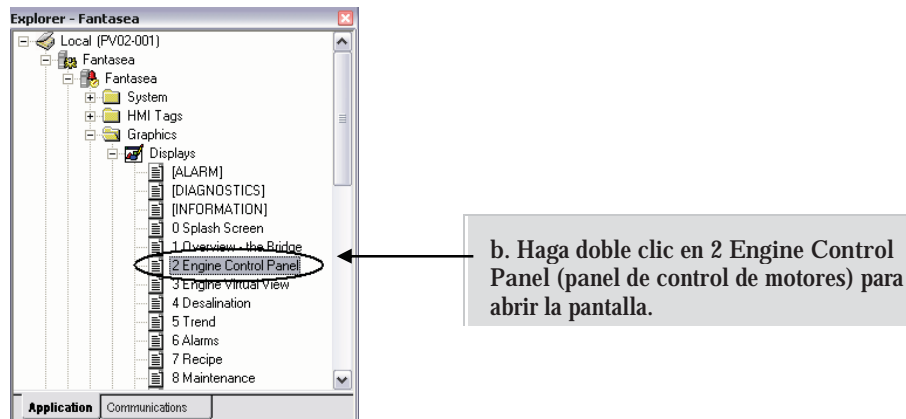 Explorer - Fantasea
Local (PV02-001)
Fantasea
Fantasea
System
HMI Tags
Graphics
Displays
[ALARM]
[DIAGNOSTICS]
[INFORMATION]
0 Splash Screen
1 Overview - the Bridge
2 Engine Control Panel
3 Engine Virtual View
4 Desalination
5 Trend
6 Alarms
7 Recipe
8 Maintenance
Application Communications
b. Haga doble clic en 2 Engine Control
Panel (panel de control de motores) para
abrir la pantalla.